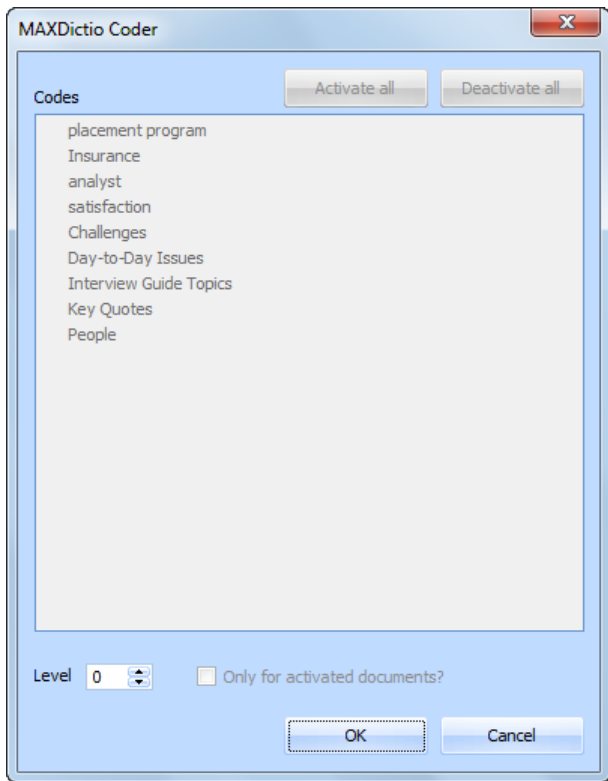 MAXDictio Coder
Codes
Activate all
Deactivate all
placement program
Insurance
analyst
satisfaction
Challenges
Day-to-Day Issues
Interview Guide Topics
Key Quotes
People
Level 0
Only for activated documents?
OK
Cancel